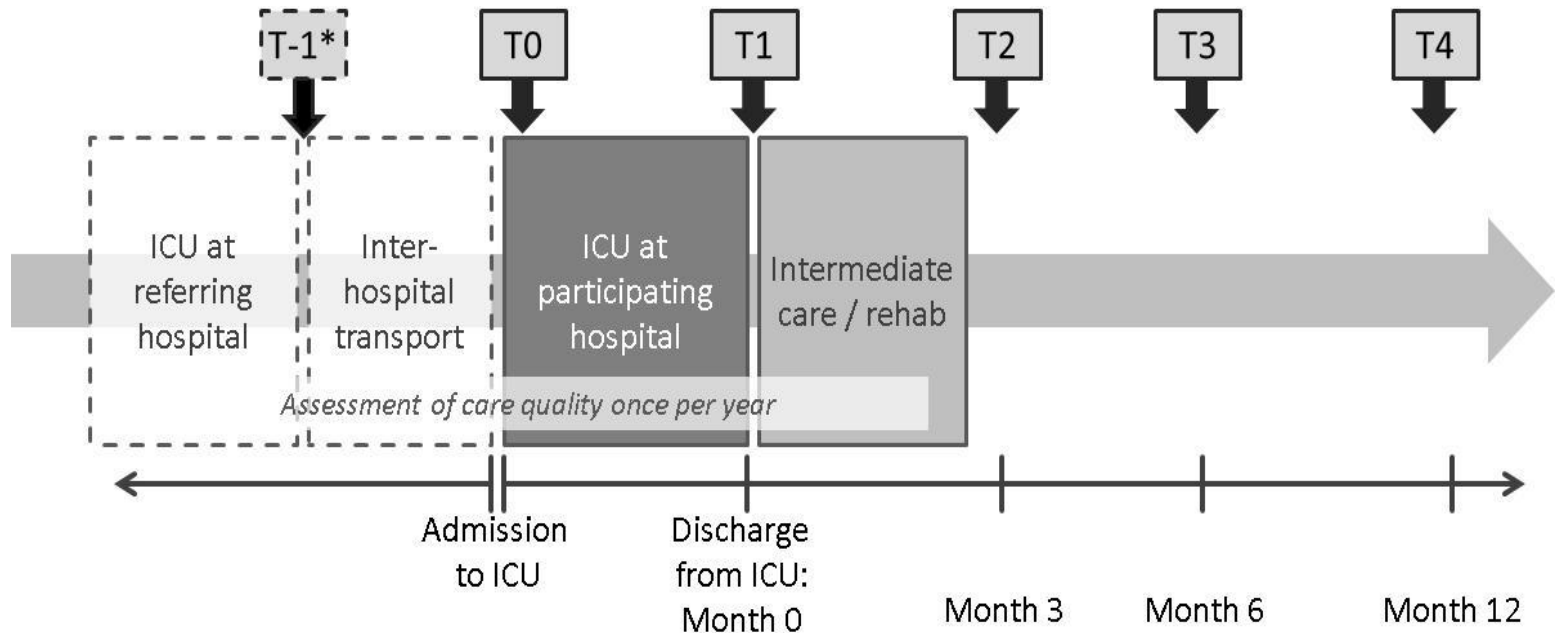 T-1*
T0
T1
T2
T3
T4
ICU at
referring
hospital
Inter-
hospital
transport
ICU at
participating
hospital
Intermediate
care / rehab
Assessment of care quality once per year
Admission
to ICU
Discharge
from ICU:
Month 0
Month 3
Month 6
Month 12